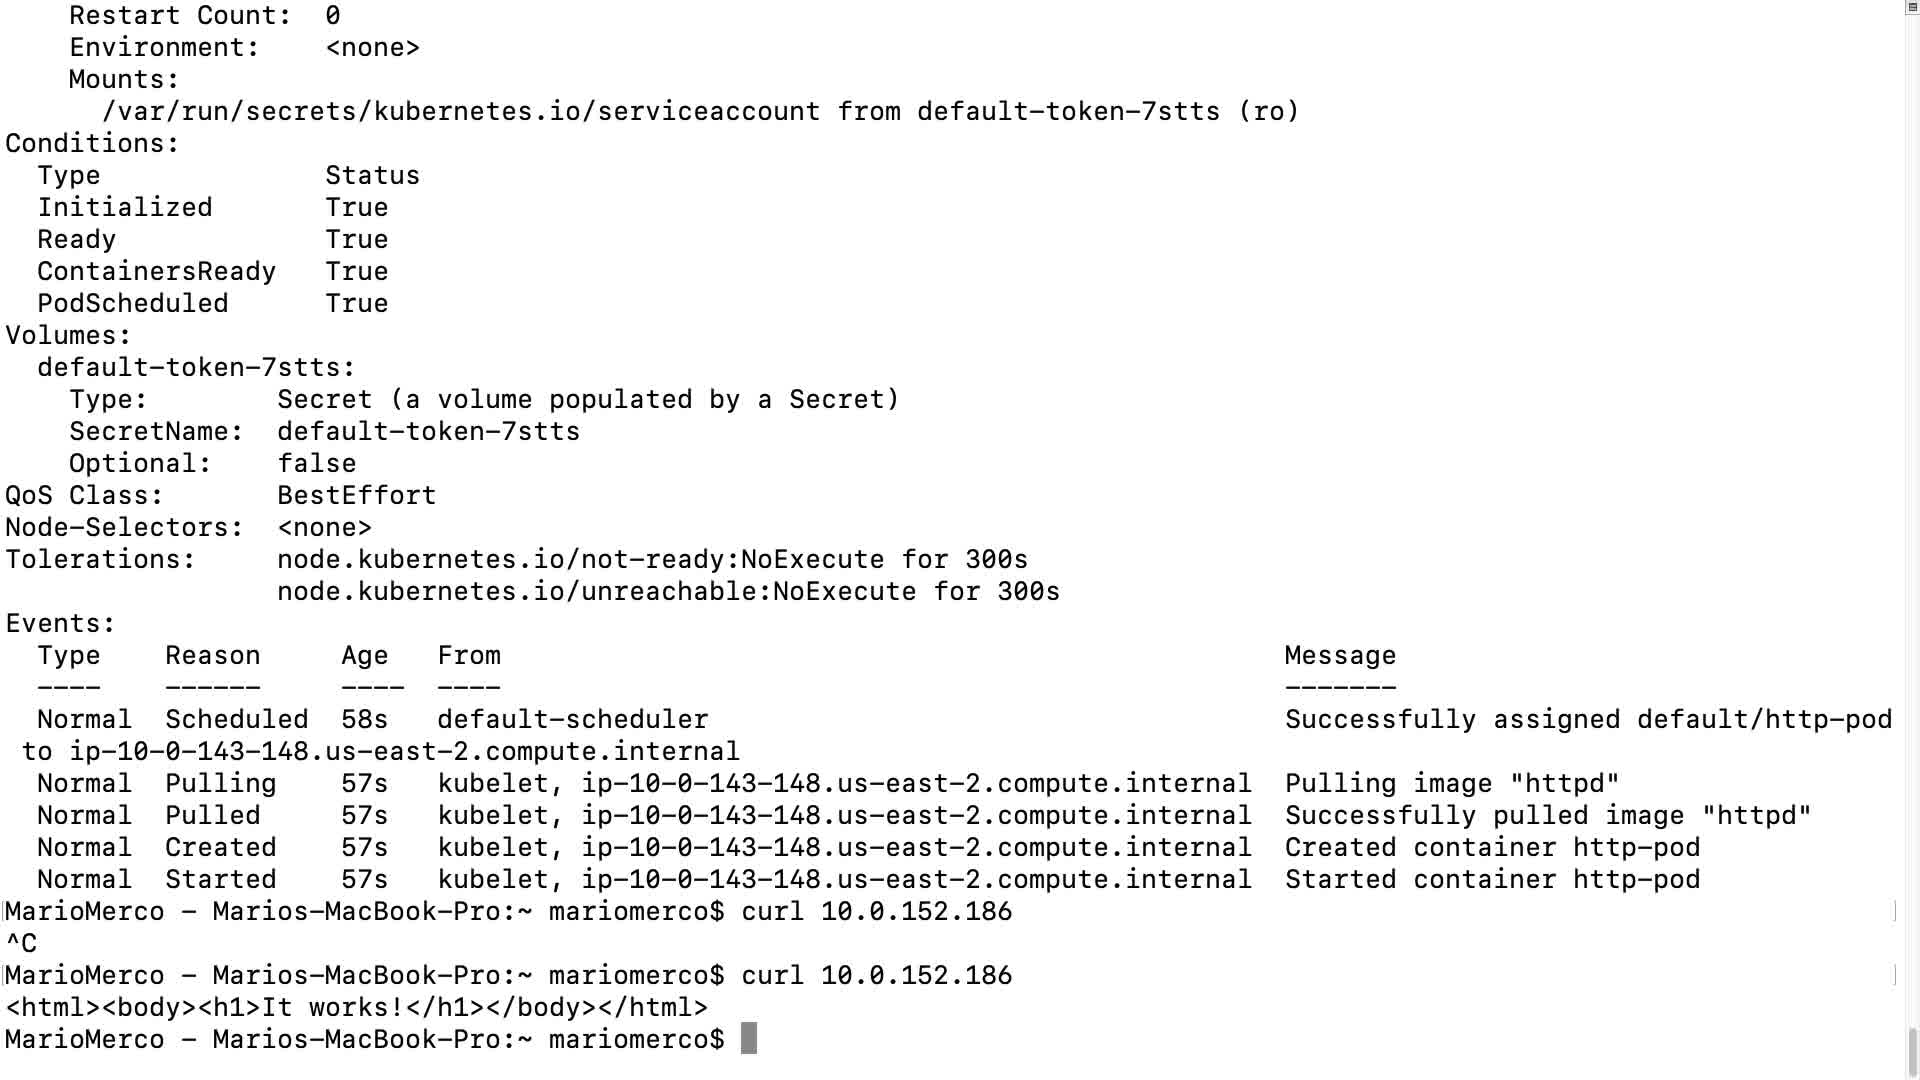 Restart Count:  0
Environment:    <none>
Mounts:
/var/run/secrets/kubernetes.io/serviceaccount from default-token-7stts (ro)
Conditions:
Type              Status
Initialized       True
Ready             True
ContainersReady   True
PodScheduled      True
Volumes:
default-token-7stts:
Type:        Secret (a volume populated by a Secret)
SecretName:  default-token-7stts
Optional:    false
QoS Class:       BestEffort
Node-Selectors:  <none>
Tolerations:     node.kubernetes.io/not-ready:NoExecute for 300s
node.kubernetes.io/unreachable:NoExecute for 300s
Events:
Type    Reason     Age   From                                                 Message
----    ------     ----  ----                                                 -------
Normal  Scheduled  58s   default-scheduler                                    Successfully assigned default/http-pod
to ip-10-0-143-148.us-east-2.compute.internal
Normal  Pulling    57s   kubelet, ip-10-0-143-148.us-east-2.compute.internal  Pulling image "httpd"
Normal  Pulled     57s   kubelet, ip-10-0-143-148.us-east-2.compute.internal  Successfully pulled image "httpd"
Normal  Created    57s   kubelet, ip-10-0-143-148.us-east-2.compute.internal  Created container http-pod
Normal  Started    57s   kubelet, ip-10-0-143-148.us-east-2.compute.internal  Started container http-pod
MarioMerco - Marios-MacBook-Pro:~ mariomerco$ curl 10.0.152.186
^C
MarioMerco - Marios-MacBook-Pro:~ mariomerco$ curl 10.0.152.186
<html><body><h1>It works!</h1></body></html>
MarioMerco - Marios-MacBook-Pro:~ mariomerco$